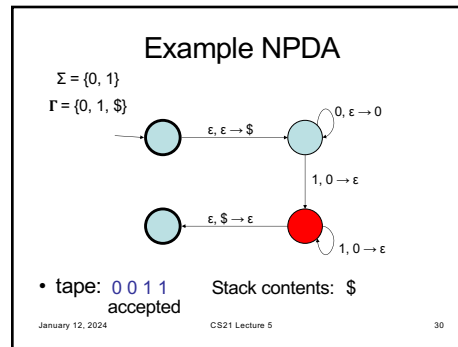 Example NPDA
Σ = {0, 1}
Γ = {0, 1, $}
ε, ε → $
0, ε → 0
1, 0 → ε
ε, $ → ε
1, 0 → ε
• tape: 0 0 1 1 Stack contents: $
accepted
January 12, 2024 CS21 Lecture 5 30